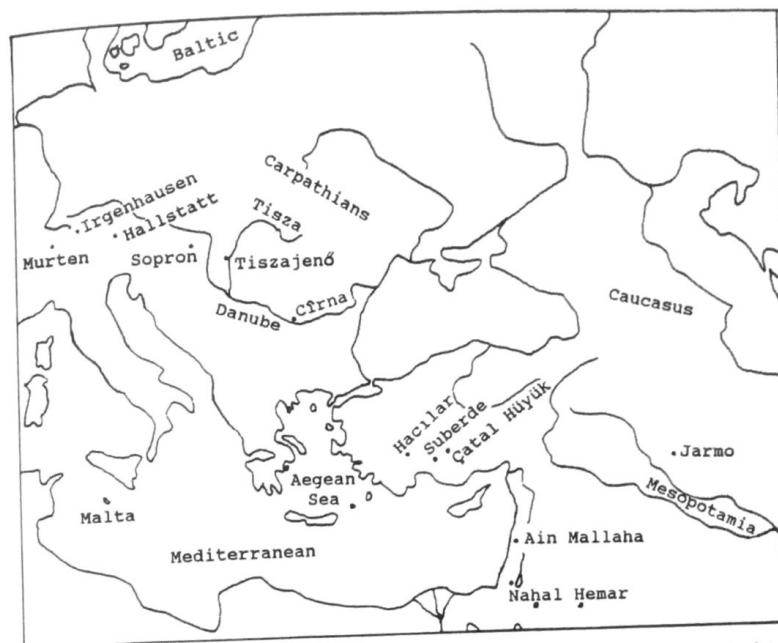 Baltic
Carpathians
Irgenhausen
Hallstatt
Tisza
Murten
Sopron
Tiszajenő
Danube
Cîrna
Caucasus
Hacılar
Suberde
Çatal Hüyük
Jarmo
Aegean
Sea
Mesopotamia
Malta
Mediterranean
Ain Mallaha
Nahal Hemar